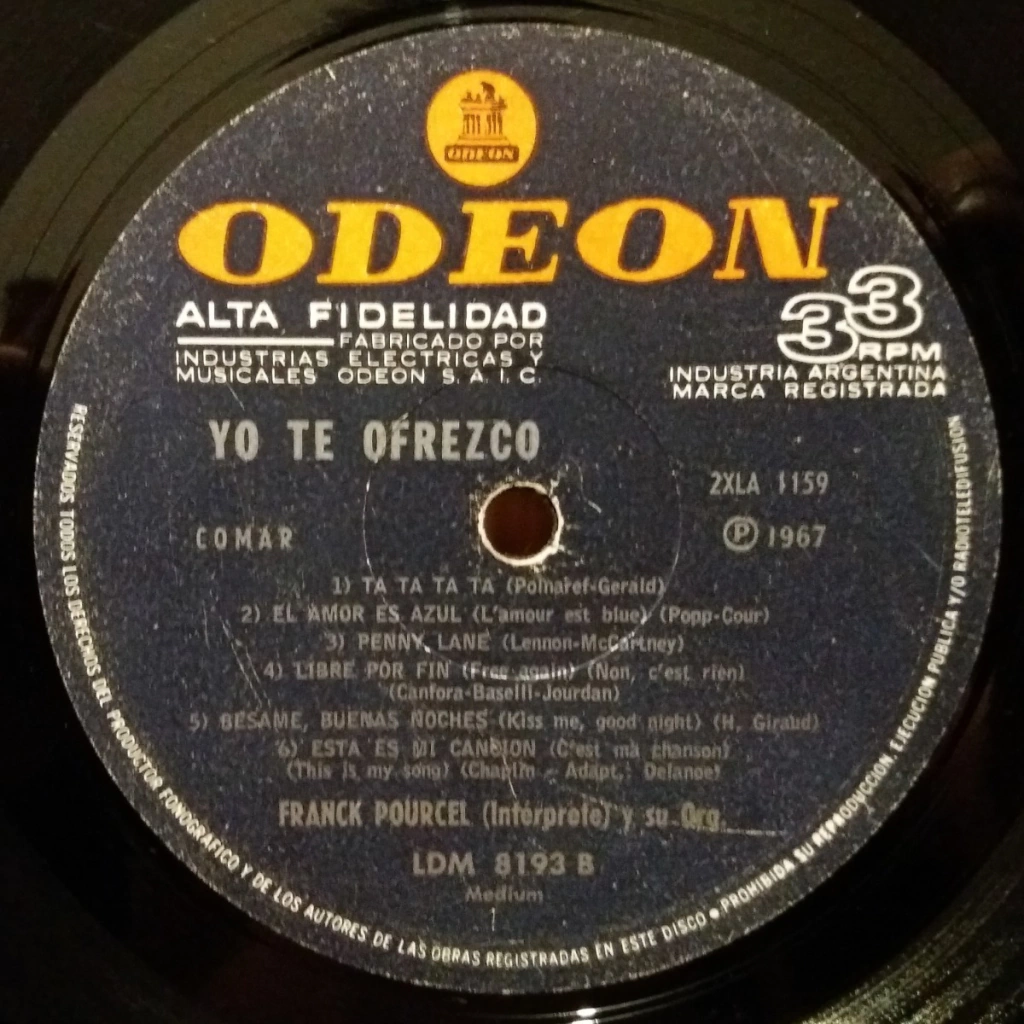 ODEON
ODEON
ALTA FIDELIDAD
FABRICADO POR
INDUSTRIAS ELECTRICAS Y
MUSICALES ODEON S.A.I.C.
33
RPM
INDUSTRIA ARGENTINA
MARCA REGISTRADA
YO TE OFREZCO
2XLA 1159
COMAR
Ⓟ 1967
1) TA TA TA TA (Polnaref-Gerald)
2) EL AMOR ES AZUL (L'amour est blue) (Popp-Cour)
3) PENNY LANE (Lennon-McCartney)
4) LIBRE POR FIN (Free again) (Non, c'est rien)
(Canfora-Baselli-Jourdan)
5) BESAME, BUENAS NOCHES (Kiss me, good night) (H. Giraud)
6) ESTA ES MI CANCION (C'est ma chanson)
(This is my song) (Chaplin - Adapt.: Delanoe)
FRANCK POURCEL (Intérprete) y su Orq.
LDM 8193 B
Medium
RESERVADOS TODOS LOS DERECHOS DEL PRODUCTOR FONOGRAFICO Y DE LOS AUTORES DE LAS OBRAS REGISTRADAS EN ESTE DISCO • PROHIBIDA SU REPRODUCCION, EJECUCION PUBLICA Y/O RADIOTELEDIFUSION